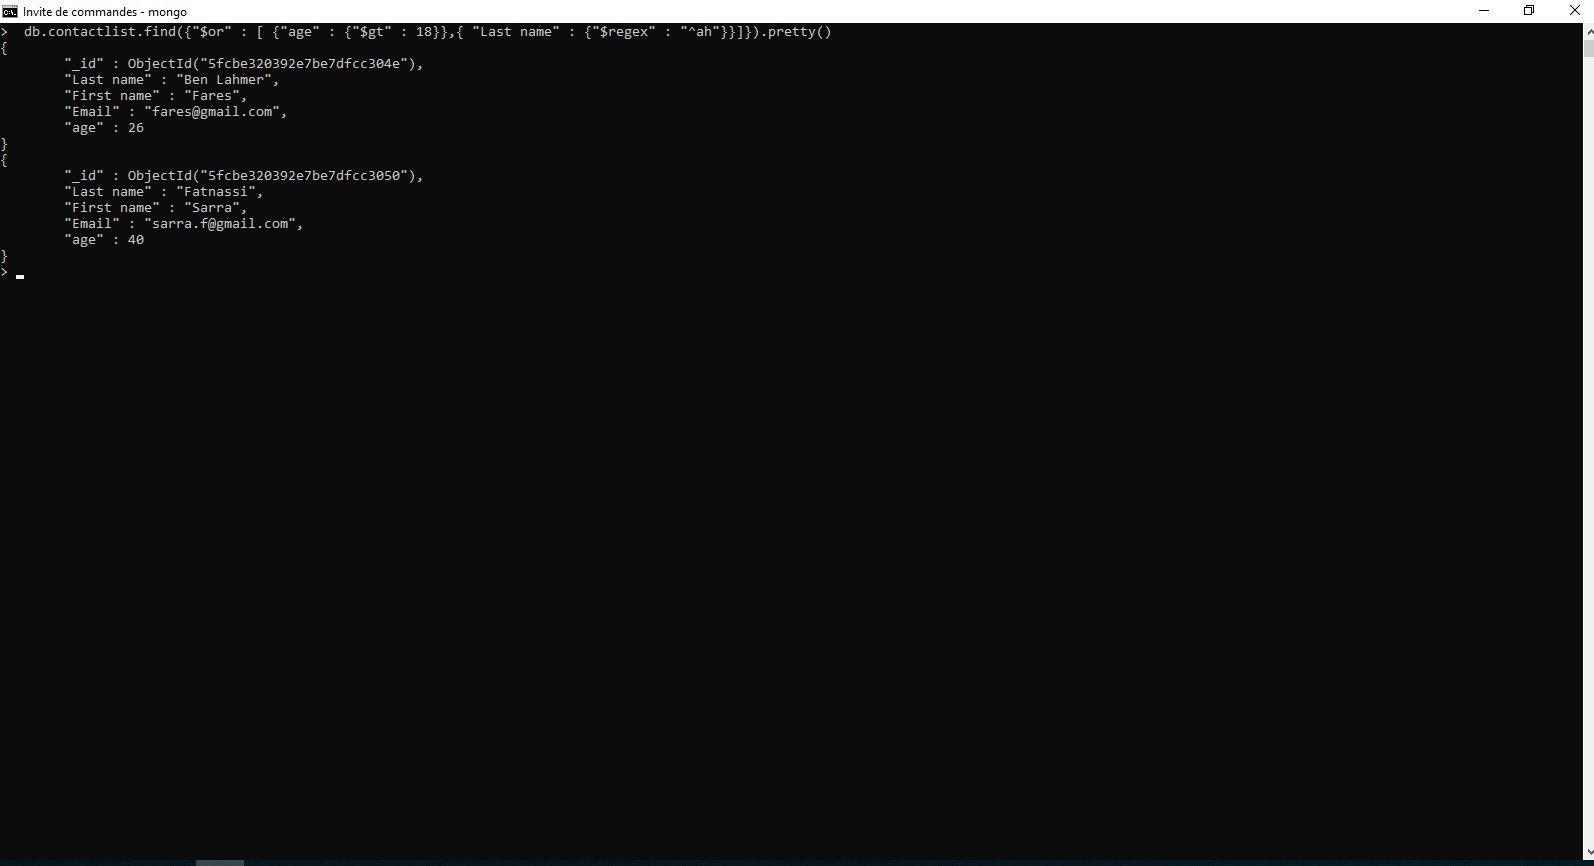 Invite de commandes - mongo
> db.contactlist.find({"$or" : [ {"age" : {"$gt" : 18}},{ "Last name" : {"$regex" : "^ah"}}]}).pretty()
{
"_id" : ObjectId("5fcbe320392e7be7dfcc304e"),
"Last name" : "Ben Lahmer",
"First name" : "Fares",
"Email" : "fares@gmail.com",
"age" : 26
}
{
"_id" : ObjectId("5fcbe320392e7be7dfcc3050"),
"Last name" : "Fatnassi",
"First name" : "Sarra",
"Email" : "sarra.f@gmail.com",
"age" : 40
}
>